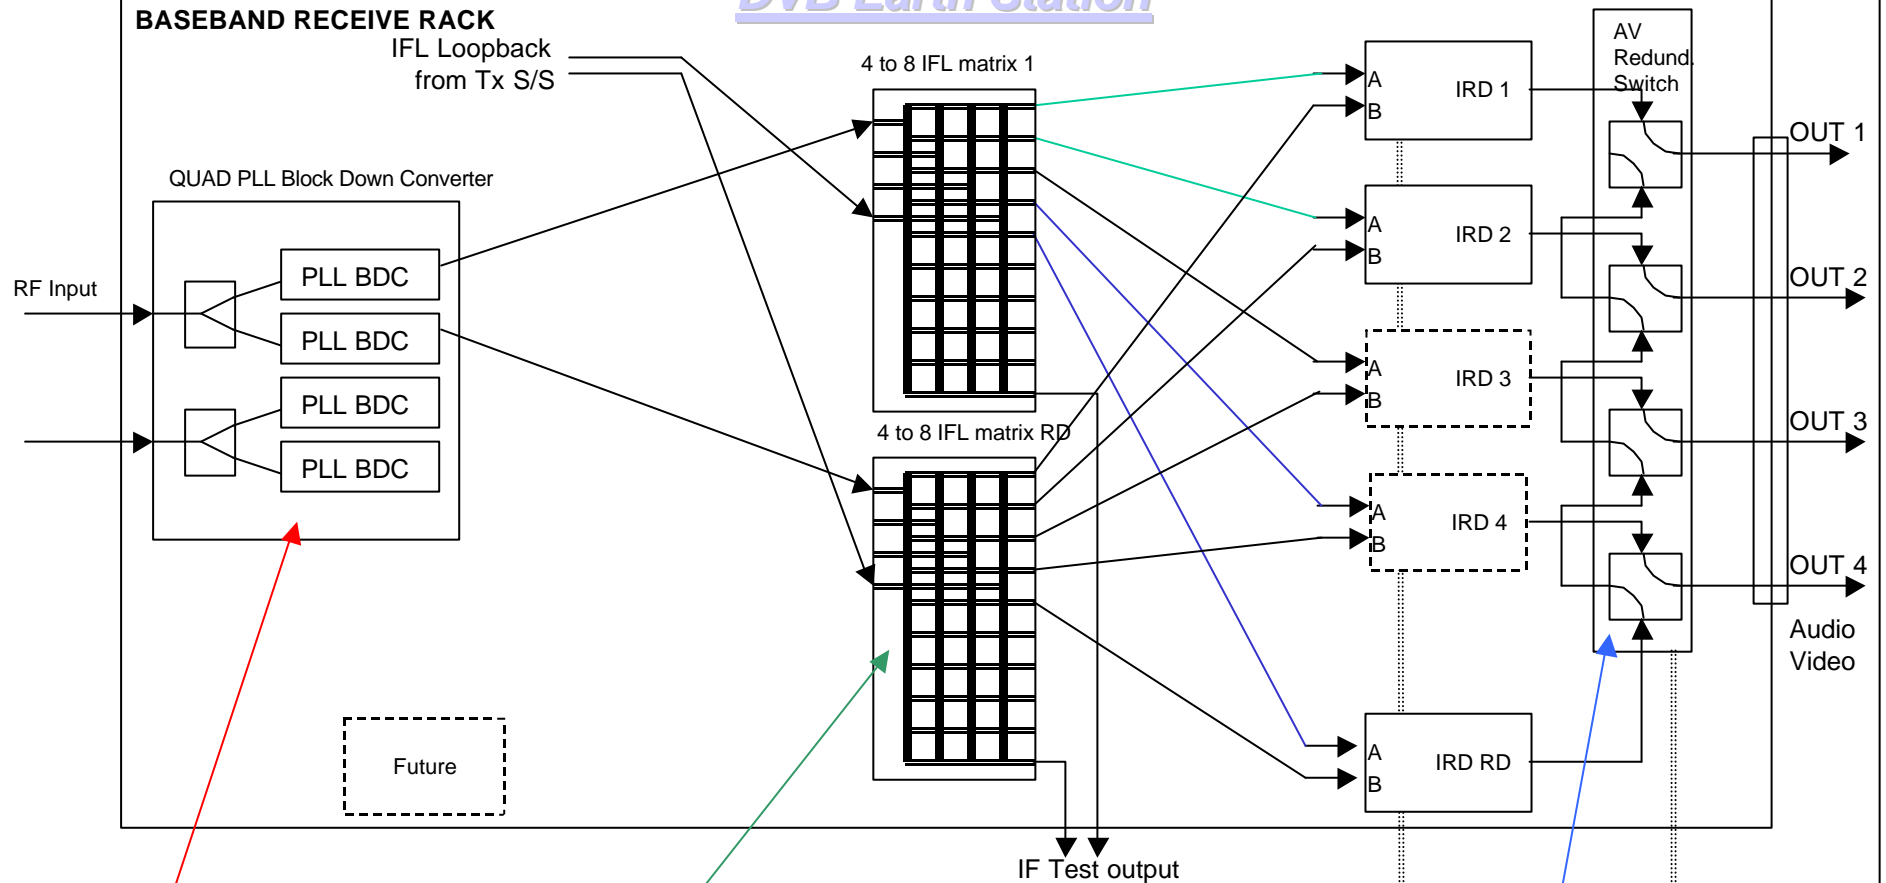 DVB Earth Station
BASEBAND RECEIVE RACK
IFL Loopback
from Tx S/S
4 to 8 IFL matrix 1
AV
Redund.
Switch
A
B
IRD 1
OUT 1
QUAD PLL Block Down Converter
A
B
IRD 2
OUT 2
PLL BDC
RF Input
PLL BDC
PLL BDC
PLL BDC
A
B
IRD 3
OUT 3
4 to 8 IFL matrix RD
A
B
IRD 4
OUT 4
Audio
Video
Future
A
B
IRD RD
IF Test output